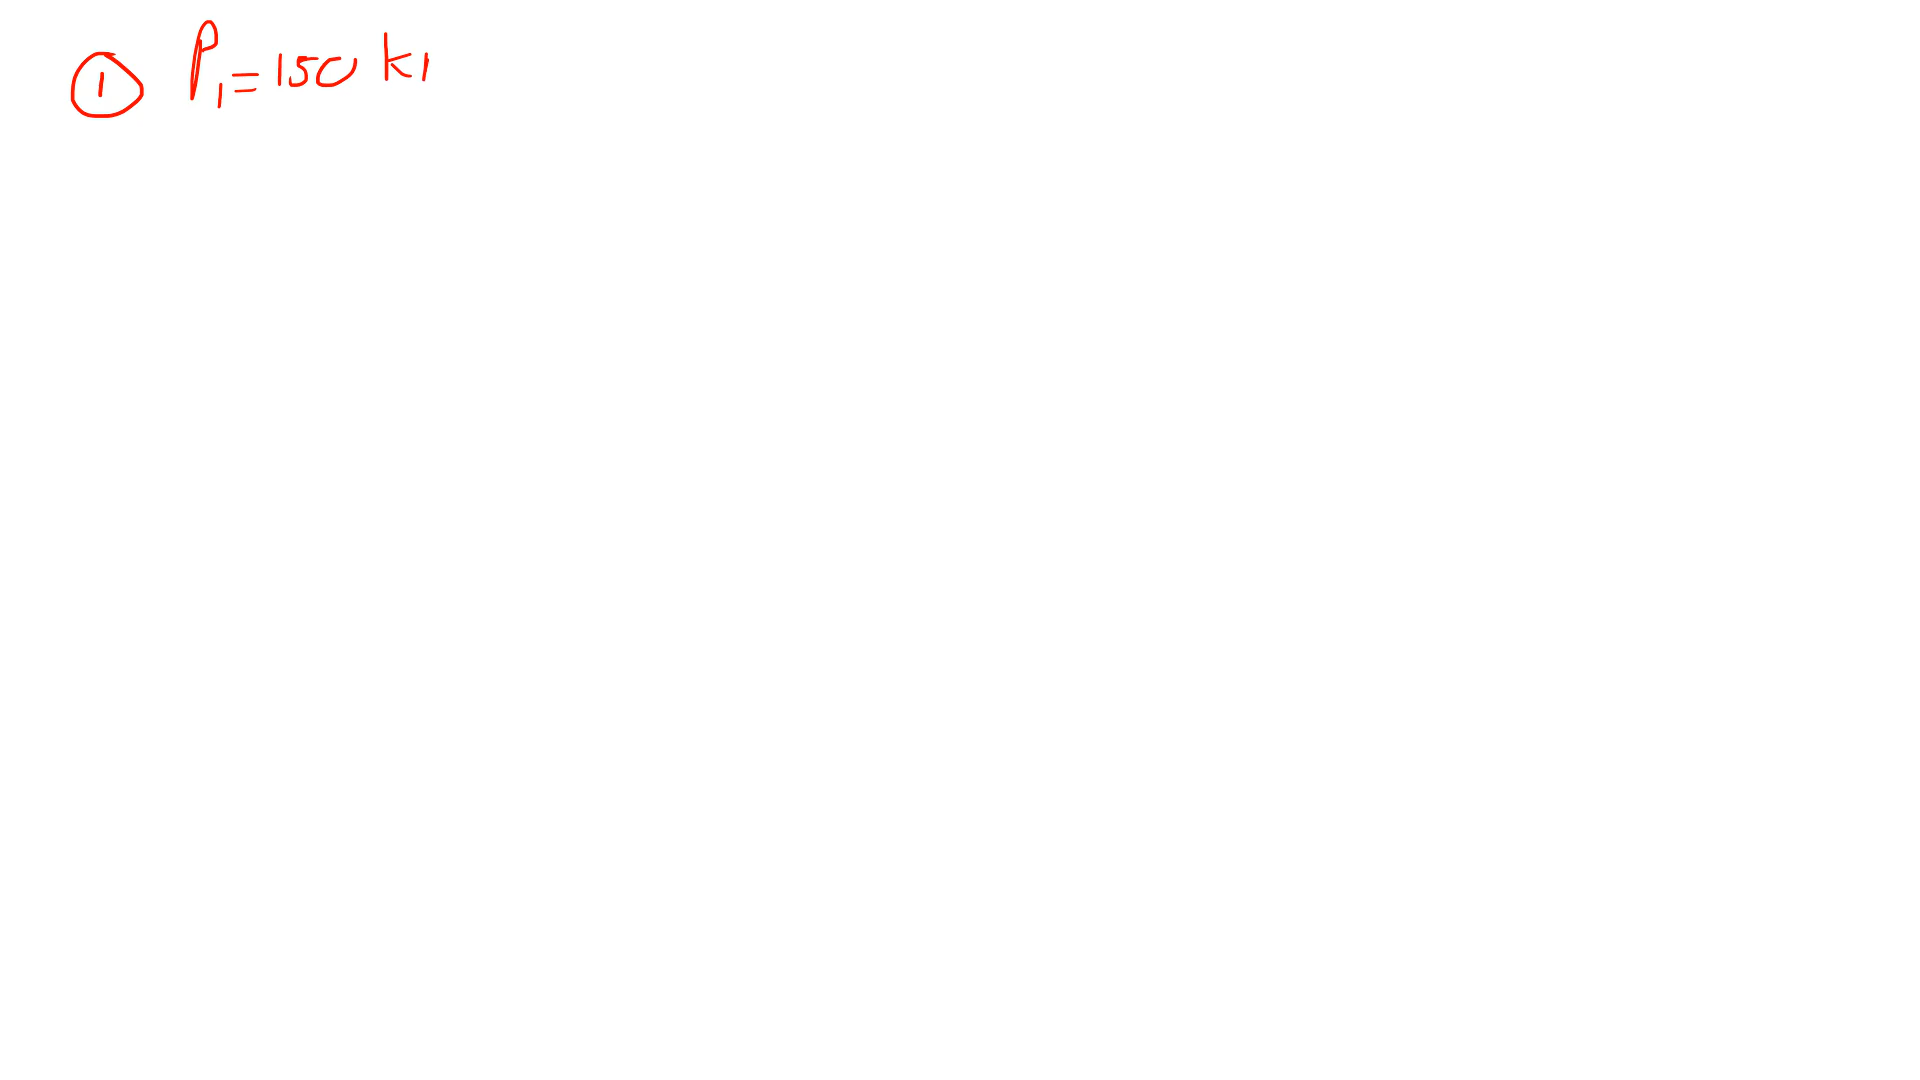 ① P₁ = 150 k